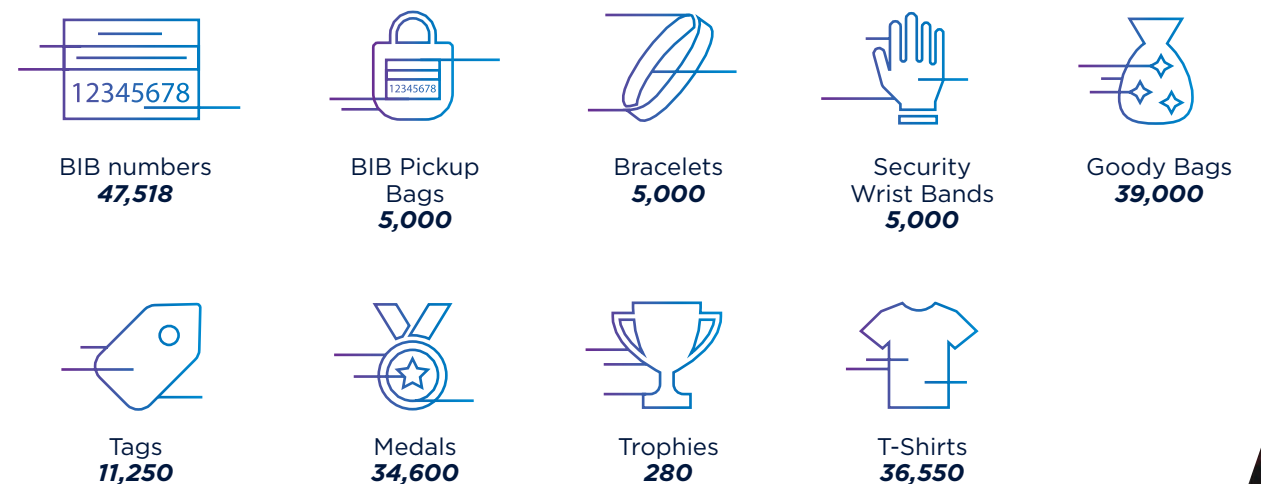 12345678
12345678
BIB numbers
47,518
BIB Pickup
Bags
5,000
Bracelets
5,000
Security
Wrist Bands
5,000
Goody Bags
39,000
Tags
11,250
Medals
34,600
Trophies
280
T-Shirts
36,550